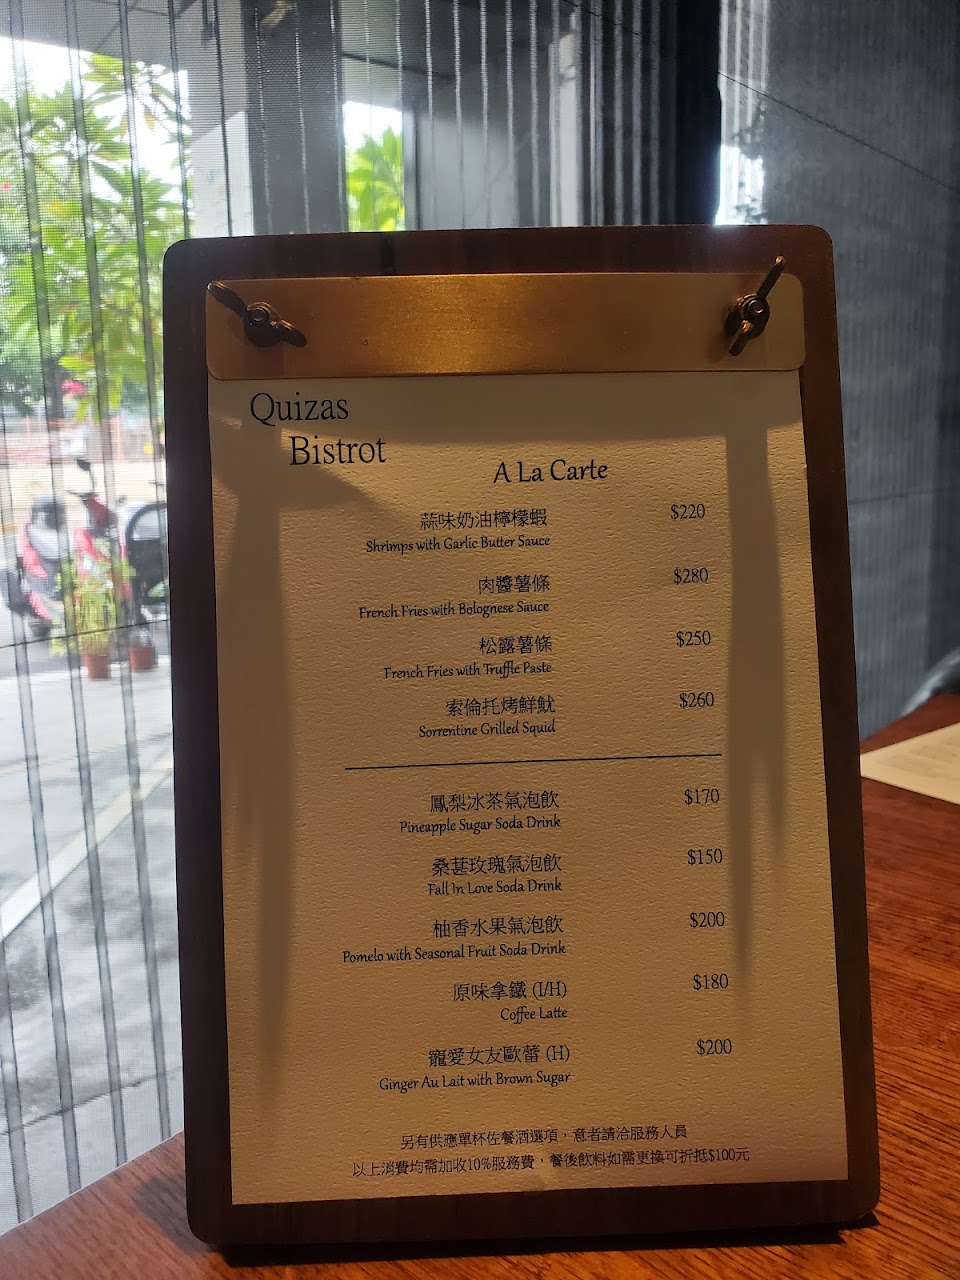 Quizas
Bistrot
A La Carte
蒜味奶油檸檬蝦 $220
Shrimps with Garlic Butter Sauce
肉醬薯條 $280
French Fries with Bolognese Sauce
松露薯條 $250
French Fries with Truffle Paste
索倫托烤鮮魷 $260
Sorrentine Grilled Squid
鳳梨冰茶氣泡飲 $170
Pineapple Sugar Soda Drink
桑葚玫瑰氣泡飲 $150
Fall In Love Soda Drink
柚香水果氣泡飲 $200
Pomelo with Seasonal Fruit Soda Drink
原味拿鐵 (I/H) $180
Coffee Latte
寵愛女友歐蕾 (H) $200
Ginger Au Lait with Brown Sugar
另有供應單杯佐餐酒選項，意者請洽服務人員
以上消費均需加收10%服務費，餐後飲料如需更換可折抵$100元